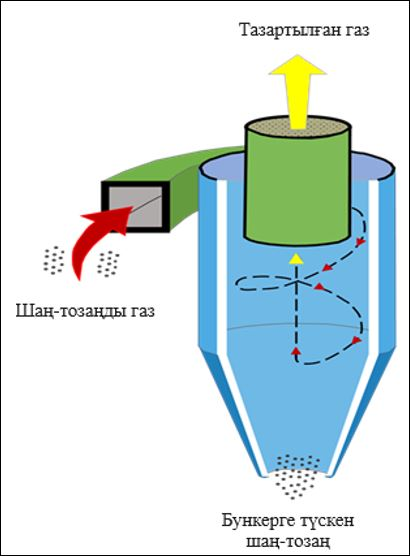 Тазартылған газ
Шаң-тозаңды газ
Бункерге түскен
шаң-тозаң